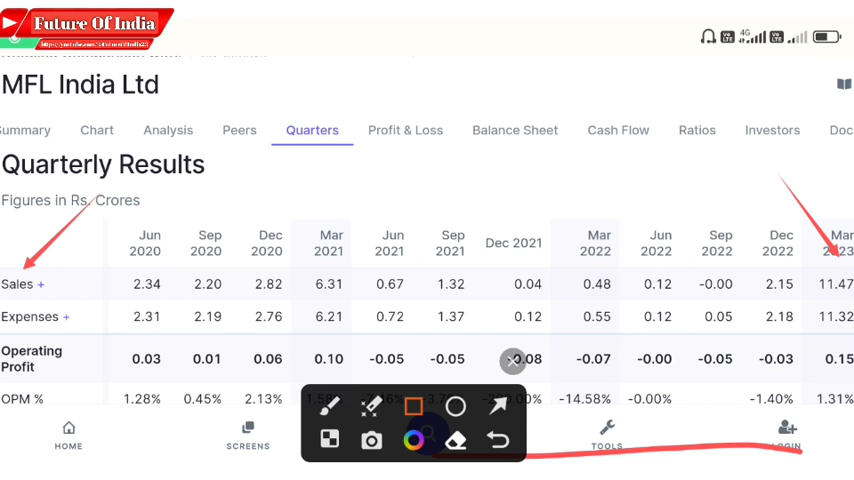 Future Of India
MFL India Ltd
Summary Chart Analysis Peers Quarters Profit & Loss Balance Sheet Cash Flow Ratios Investors Doc
Quarterly Results
Figures in Rs. Crores
Jun 2020 Sep 2020 Dec 2020 Mar 2021 Jun 2021 Sep 2021 Dec 2021 Mar 2022 Jun 2022 Sep 2022 Dec 2022 Mar 2023
Sales + 2.34 2.20 2.82 6.31 0.67 1.32 0.04 0.48 0.12 -0.00 2.15 11.47
Expenses + 2.31 2.19 2.76 6.21 0.72 1.37 0.12 0.55 0.12 0.05 2.18 11.32
Operating Profit 0.03 0.01 0.06 0.10 -0.05 -0.05 -0.08 -0.07 -0.00 -0.05 -0.03 0.15
OPM % 1.28% 0.45% 2.13% -14.58% -0.00% -1.40% 1.31%
HOME SCREENS TOOLS LOGIN